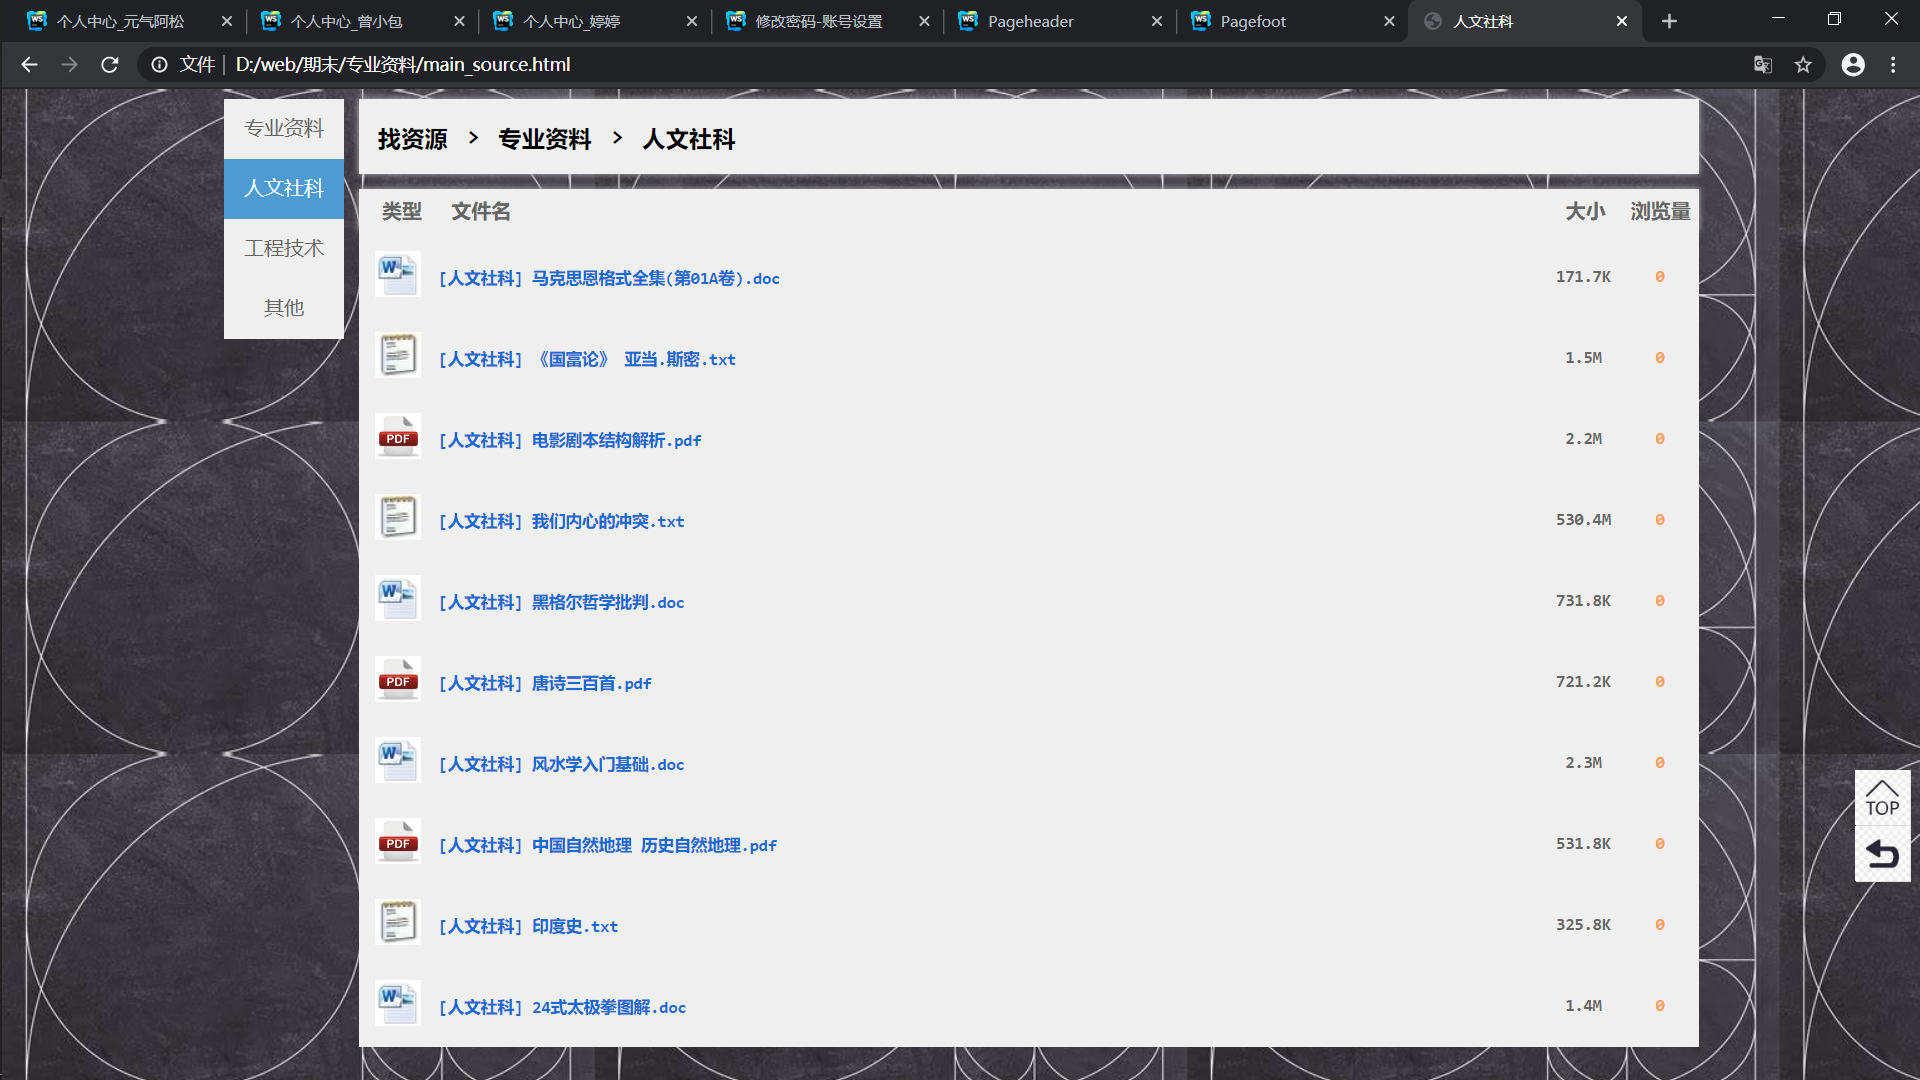 个人中心_元气阿松
个人中心_曾小包
个人中心_婷婷
修改密码-账号设置
Pageheader
Pagefoot
人文社科
文件 | D:/web/期末/专业资料/main_source.html
专业资料
人文社科
工程技术
其他
找资源 > 专业资料 > 人文社科
类型 文件名 大小 浏览量
[人文社科] 马克思恩格式全集(第01A卷).doc 171.7K 0
[人文社科] 《国富论》 亚当.斯密.txt 1.5M 0
[人文社科] 电影剧本结构解析.pdf 2.2M 0
[人文社科] 我们内心的冲突.txt 530.4M 0
[人文社科] 黑格尔哲学批判.doc 731.8K 0
[人文社科] 唐诗三百首.pdf 721.2K 0
[人文社科] 风水学入门基础.doc 2.3M 0
[人文社科] 中国自然地理 历史自然地理.pdf 531.8K 0
[人文社科] 印度史.txt 325.8K 0
[人文社科] 24式太极拳图解.doc 1.4M 0
PDF
PDF
PDF
TOP